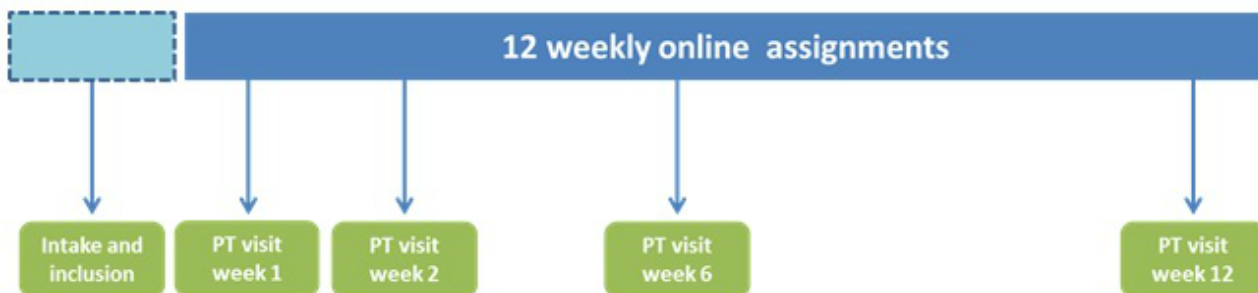 12 weekly online assignments
Intake and
inclusion
PT visit
week 1
PT visit
week 2
PT visit
week 6
PT visit
week 12